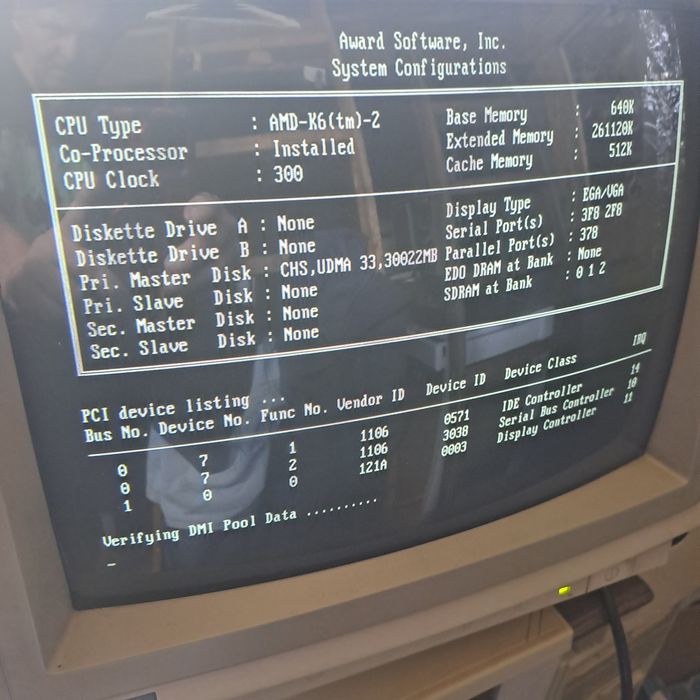 Award Software, Inc.
System Configurations
CPU Type : AMD-K6(tm)-2
Co-Processor : Installed
CPU Clock : 300
Base Memory : 640K
Extended Memory : 261120K
Cache Memory : 512K
Diskette Drive A : None
Diskette Drive B : None
Pri. Master Disk : CHS,UDMA 33,30022MB
Pri. Slave Disk : None
Sec. Master Disk : None
Sec. Slave Disk : None
Display Type : EGA/VGA
Serial Port(s) : 3F8 2F8
Parallel Port(s) : 378
EDO DRAM at Bank : None
SDRAM at Bank : 0 1 2
PCI device listing ...
Bus No. Device No. Func No. Vendor ID Device ID Device Class IRQ
0 7 1 1106 0571 IDE Controller 14
0 7 2 1106 3038 Serial Bus Controller 10
1 0 0 121A 0003 Display Controller 11
Verifying DMI Pool Data ..........
_